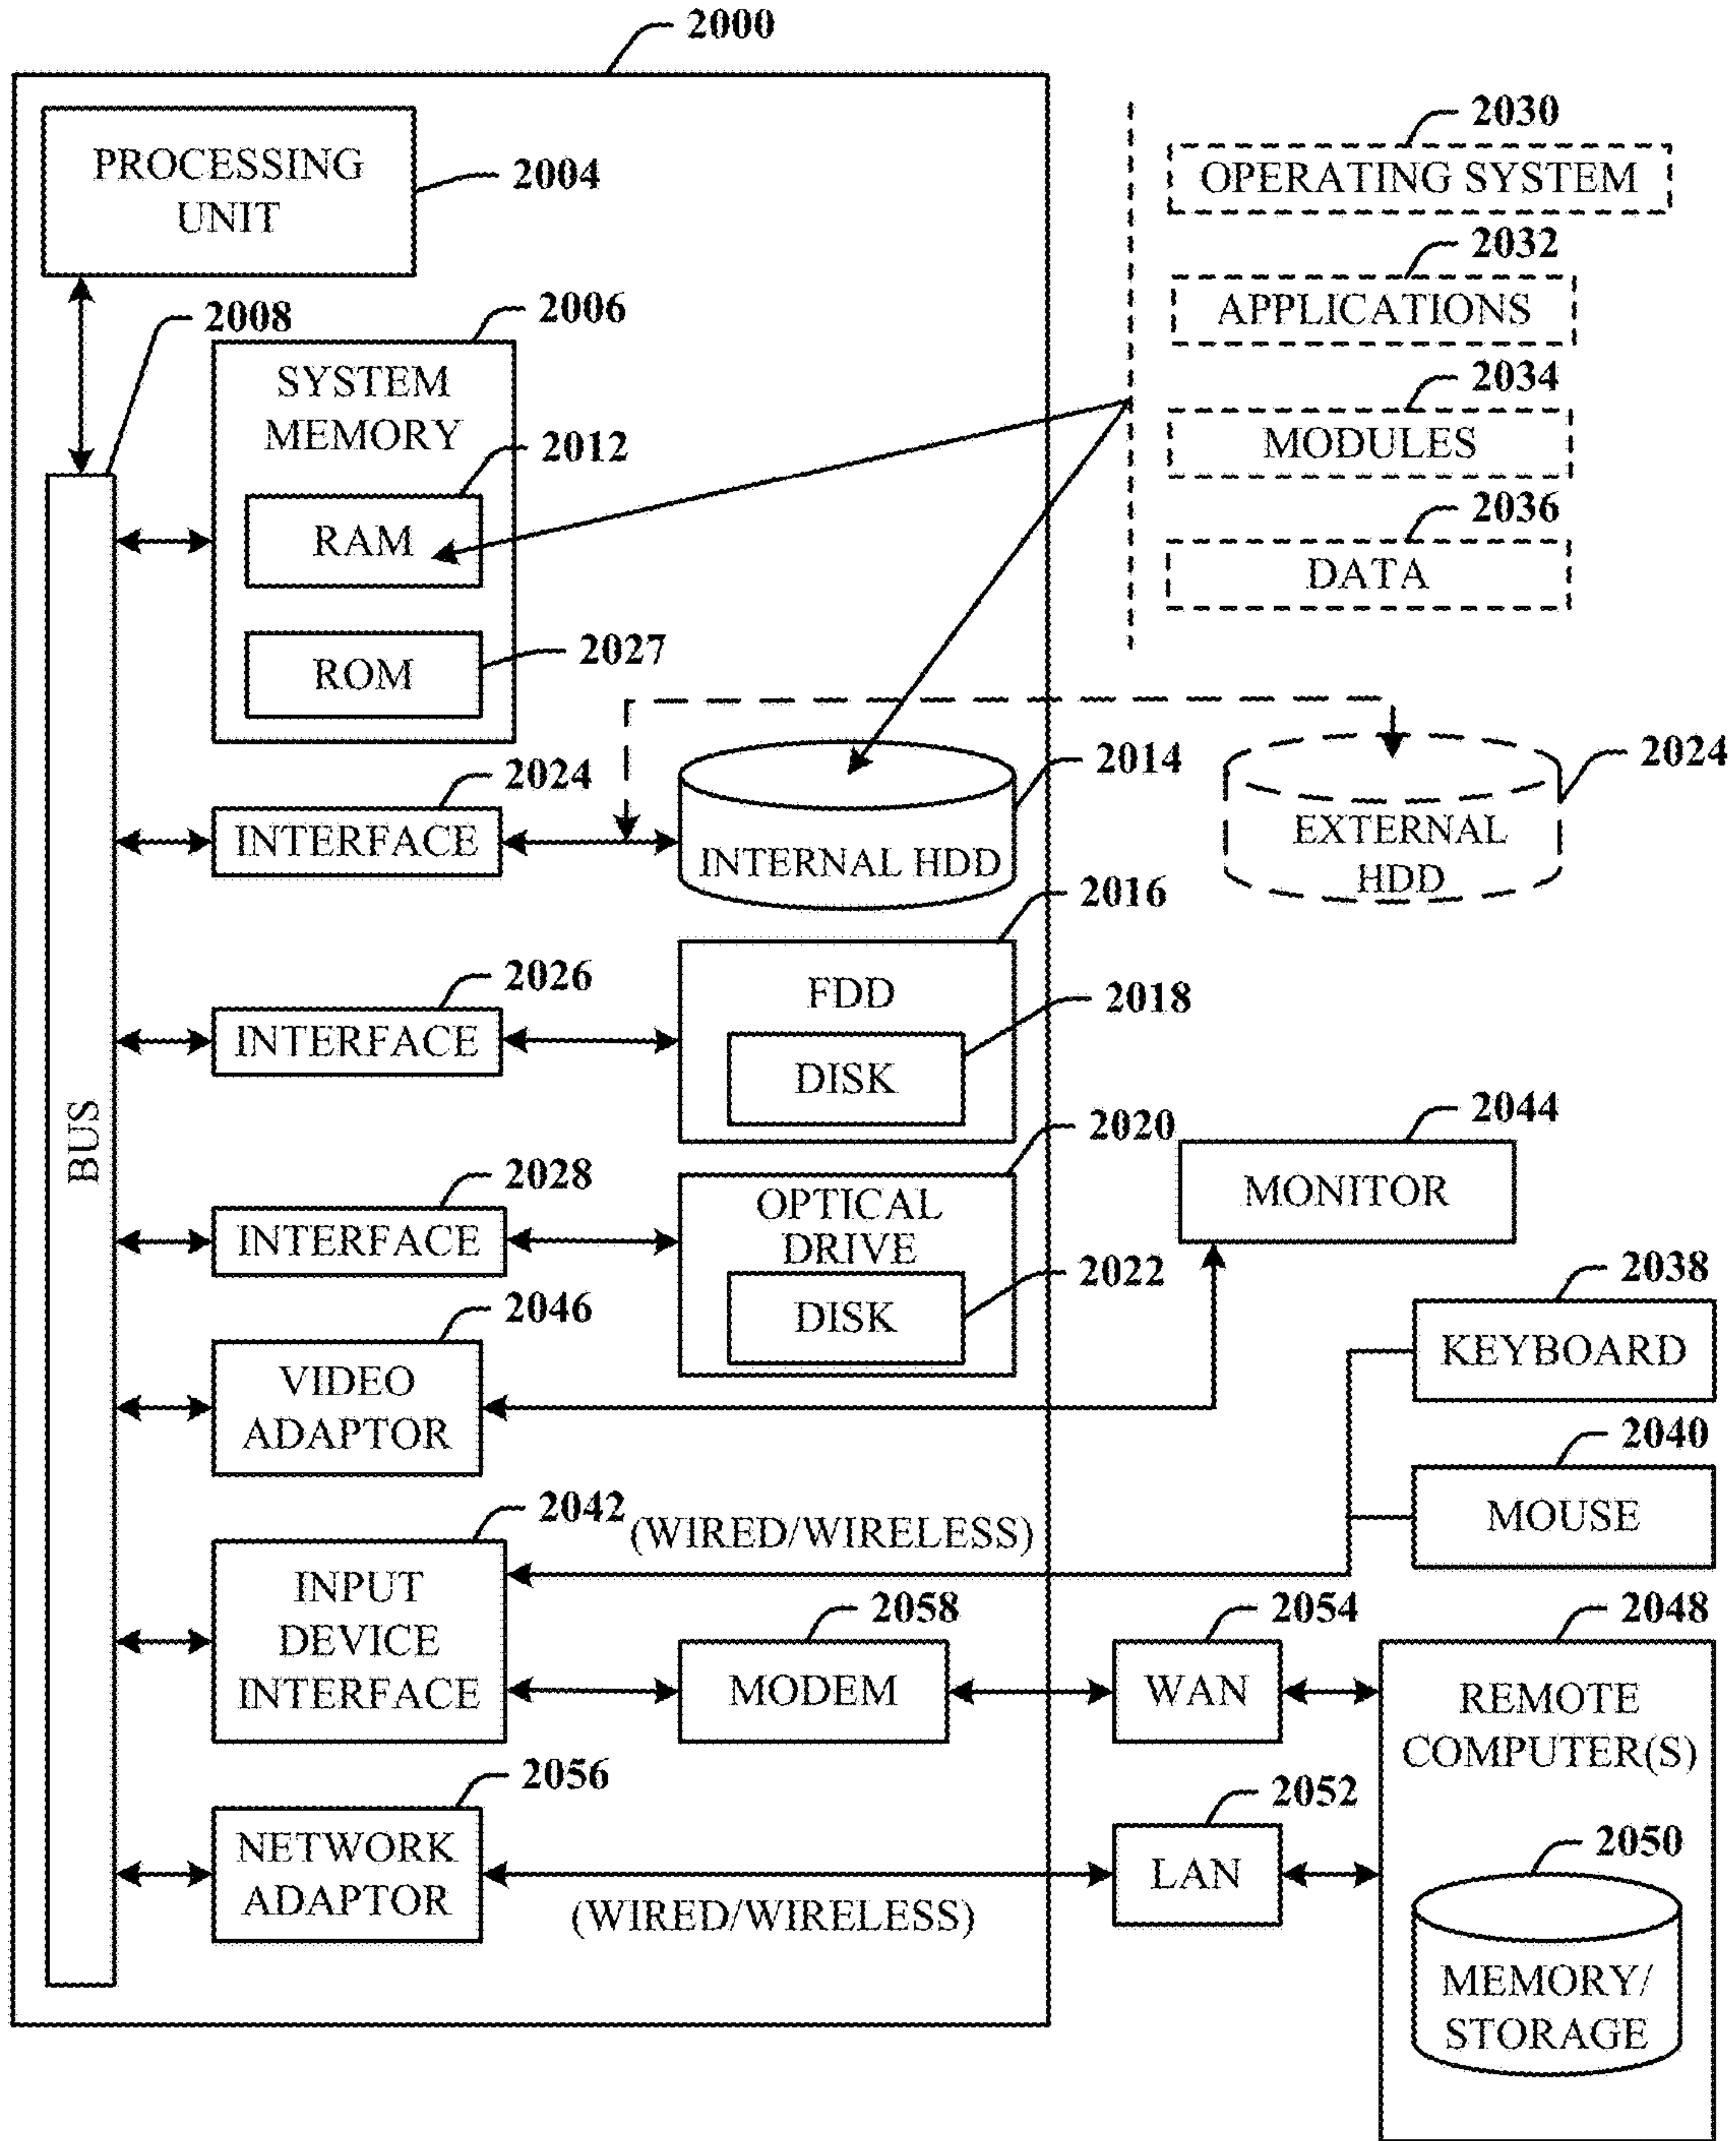 2000
PROCESSING
UNIT
2004
2030
OPERATING SYSTEM
2032
APPLICATIONS
2034
MODULES
2036
DATA
2008
2006
SYSTEM
MEMORY
2012
RAM
2027
ROM
2024
INTERFACE
2014
INTERNAL HDD
2024
EXTERNAL
HDD
2026
INTERFACE
2016
FDD
2018
DISK
BUS
2028
INTERFACE
2020
OPTICAL
DRIVE
2022
DISK
2044
MONITOR
2046
VIDEO
ADAPTOR
2038
KEYBOARD
2040
MOUSE
2042
(WIRED/WIRELESS)
INPUT
DEVICE
INTERFACE
2058
MODEM
2054
WAN
2048
REMOTE
COMPUTER(S)
2056
NETWORK
ADAPTOR
(WIRED/WIRELESS)
2052
LAN
2050
MEMORY/
STORAGE